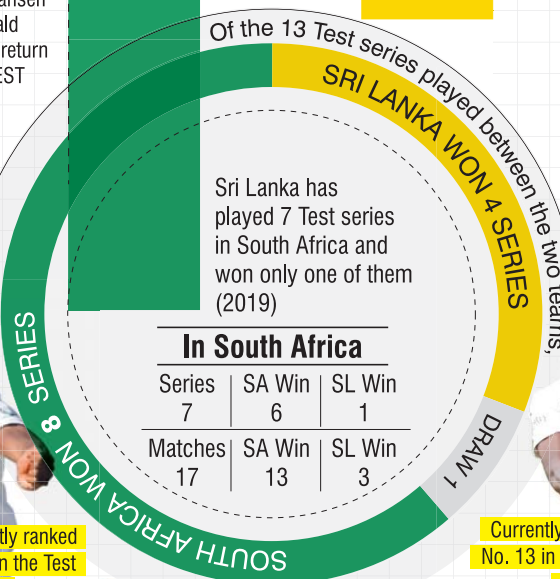 ansen
ald
return
EST
Of the 13 Test series played between the two teams,
SRI LANKA WON 4 SERIES
DRAW 1
SOUTH AFRICA WON 8 SERIES
Sri Lanka has
played 7 Test series
in South Africa and
won only one of them
(2019)
In South Africa
Series SA Win SL Win
7 6 1
Matches SA Win SL Win
17 13 3
tly ranked
n the Test
Currently
No. 13 in